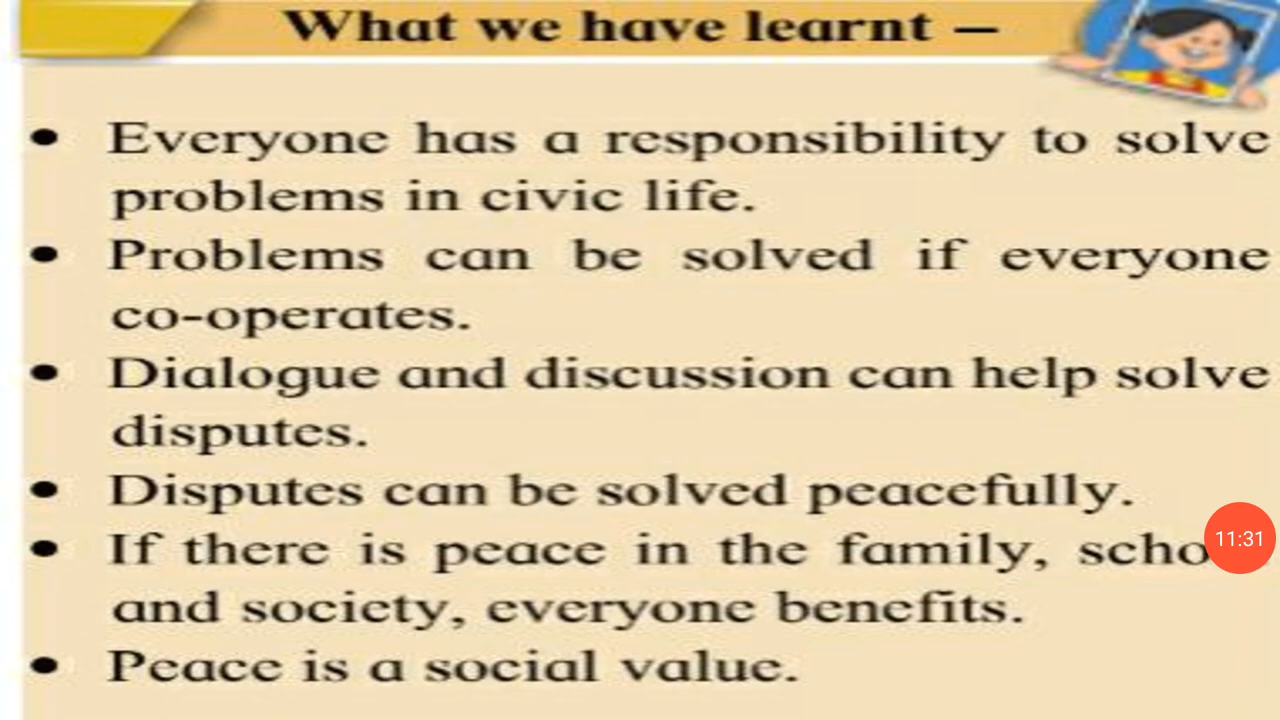 What we have learnt –
• Everyone has a responsibility to solve
problems in civic life.
• Problems can be solved if everyone
co-operates.
• Dialogue and discussion can help solve
disputes.
• Disputes can be solved peacefully.
• If there is peace in the family,
11:31
and society, everyone benefits.
• Peace is a social value.